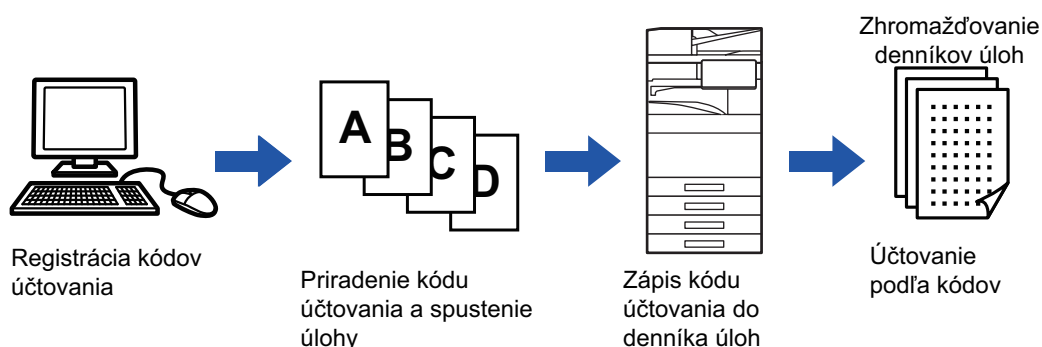 Registrácia kódov
účtovania
A
B
C
D
Priradenie kódu
účtovania a spustenie
úlohy
Zápis kódu
účtovania do
denníka úloh
Zhromažďovanie
denníkov úloh
Účtovanie
podľa kódov